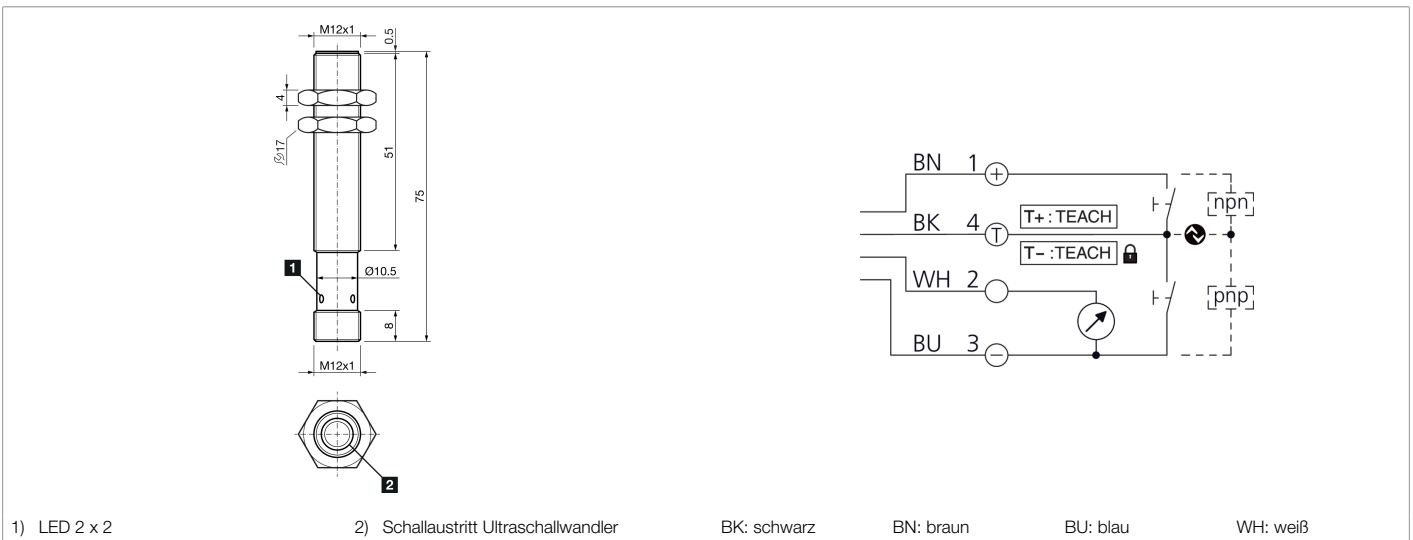 M12x1
0.5
4
17
51
75
1
Ø10.5
8
M12x1
2
BN 1 +
npn
T+ : TEACH
BK 4 T
T– :TEACH
WH 2
pnp
BU 3 –
1) LED 2 x 2 2) Schallaustritt Ultraschallwandler BK: schwarz BN: braun BU: blau WH: weiß